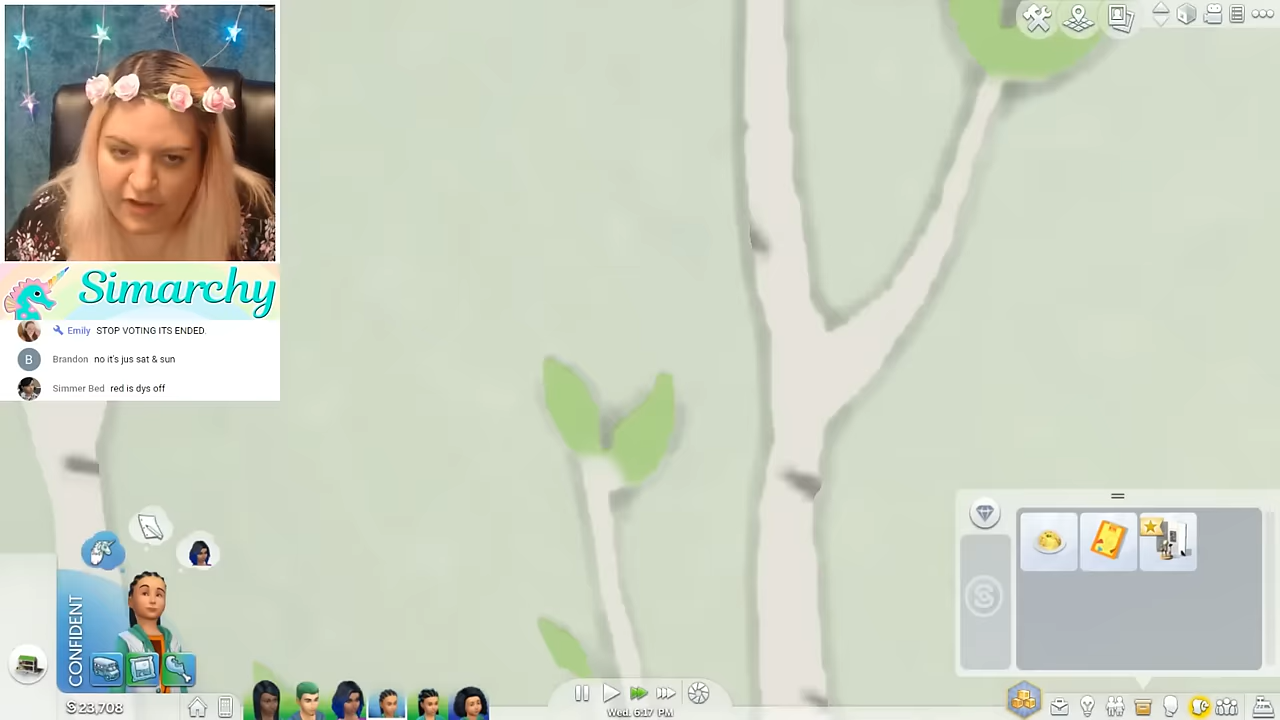 Simarchy
Emily STOP VOTING ITS ENDED.
B Brandon no it's jus sat & sun
Simmer Bed red is dys off
CONFIDENT
S
§23,708
Wed. 6:17 PM